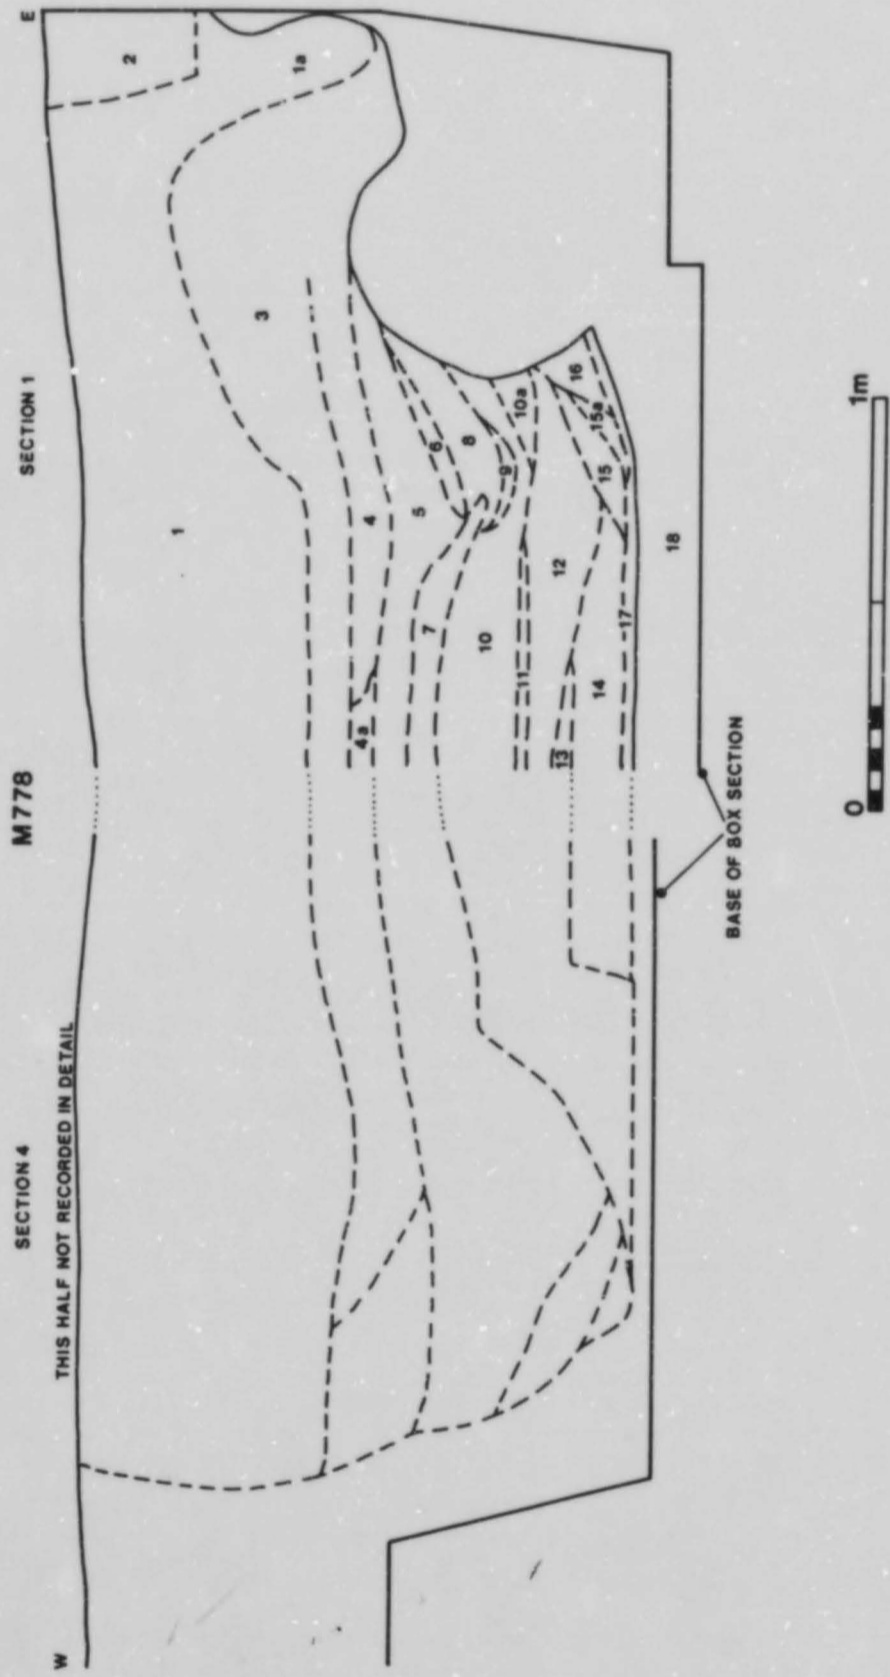 M778
SECTION 4
SECTION 1
THIS HALF NOT RECORDED IN DETAIL
W
E
1
2
1a
3
4
4a
5
6
7
8
9
10
10a
11
12
13
14
15
15a
16
17
18
BASE OF BOX SECTION
0
1m